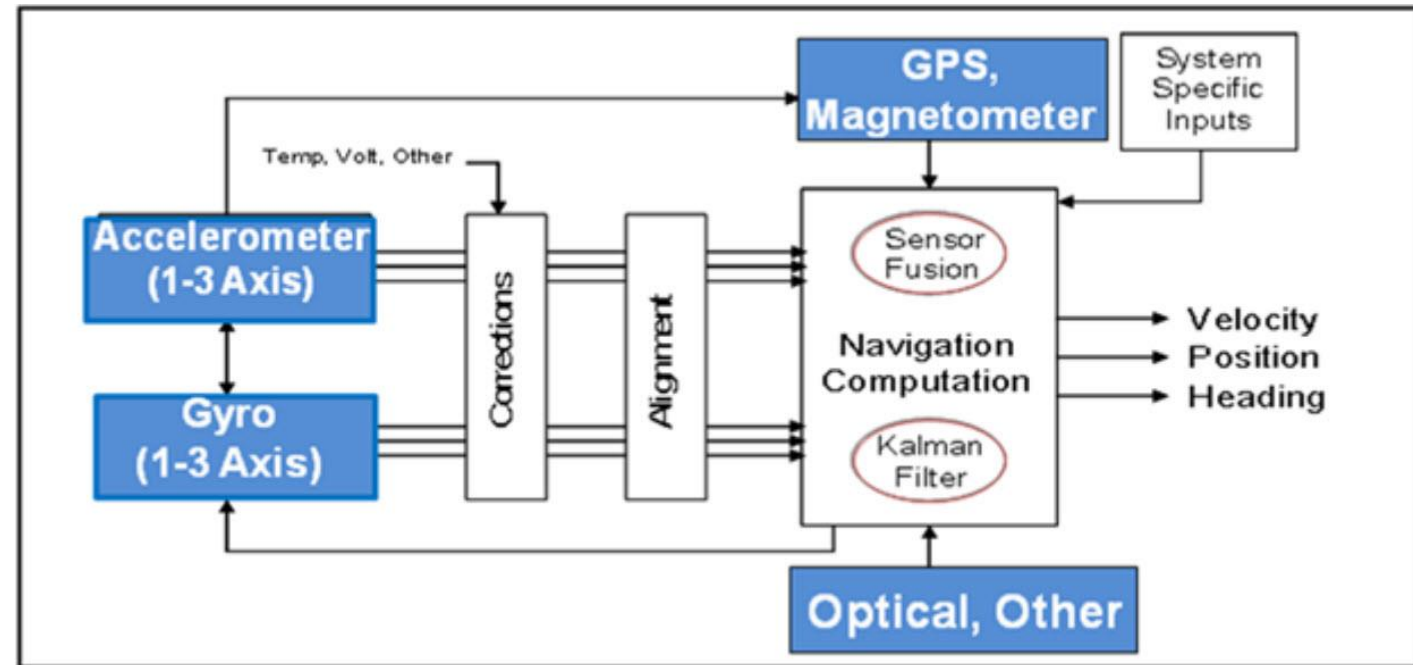 GPS,
Magnetometer
System
Specific
Inputs
Temp, Volt, Other
Accelerometer
(1-3 Axis)
Corrections
Alignment
Sensor
Fusion
Navigation
Computation
Velocity
Position
Heading
Gyro
(1-3 Axis)
Kalman
Filter
Optical, Other